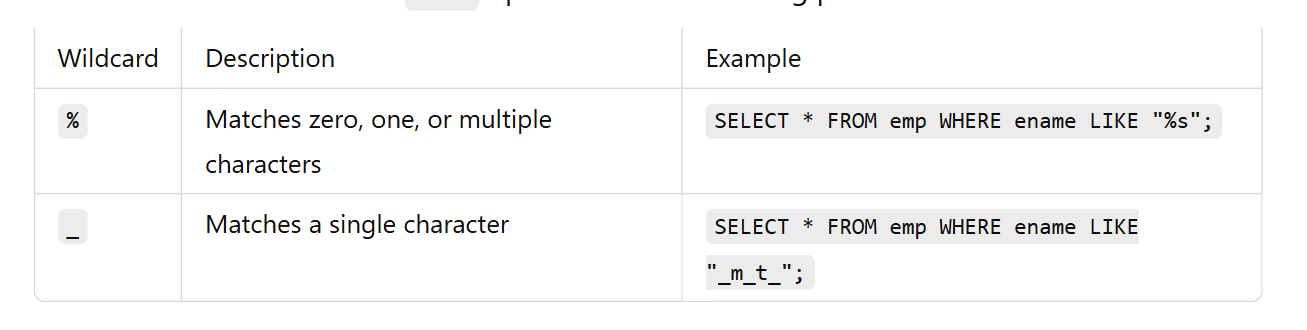 Wildcard Description Example
% Matches zero, one, or multiple SELECT * FROM emp WHERE ename LIKE "%s";
characters
_ Matches a single character SELECT * FROM emp WHERE ename LIKE
"_m_t_";